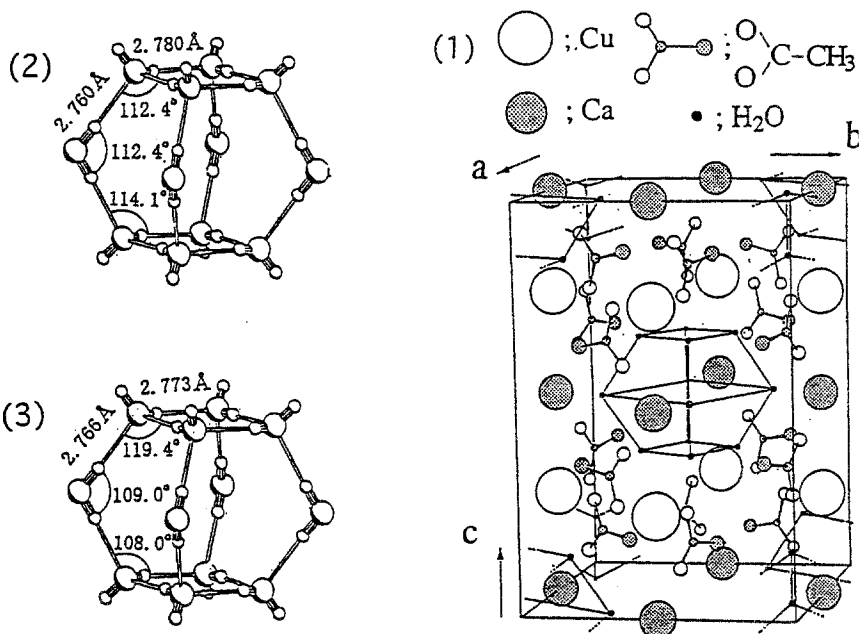 (2)
2.780Å
2.760Å
112.4°
112.4°
114.1°
(3)
2.773Å
2.766Å
119.4°
109.0°
108.0°
(1)
; Cu
; O
C-CH₃
O
; Ca
; H₂O
a
b
c